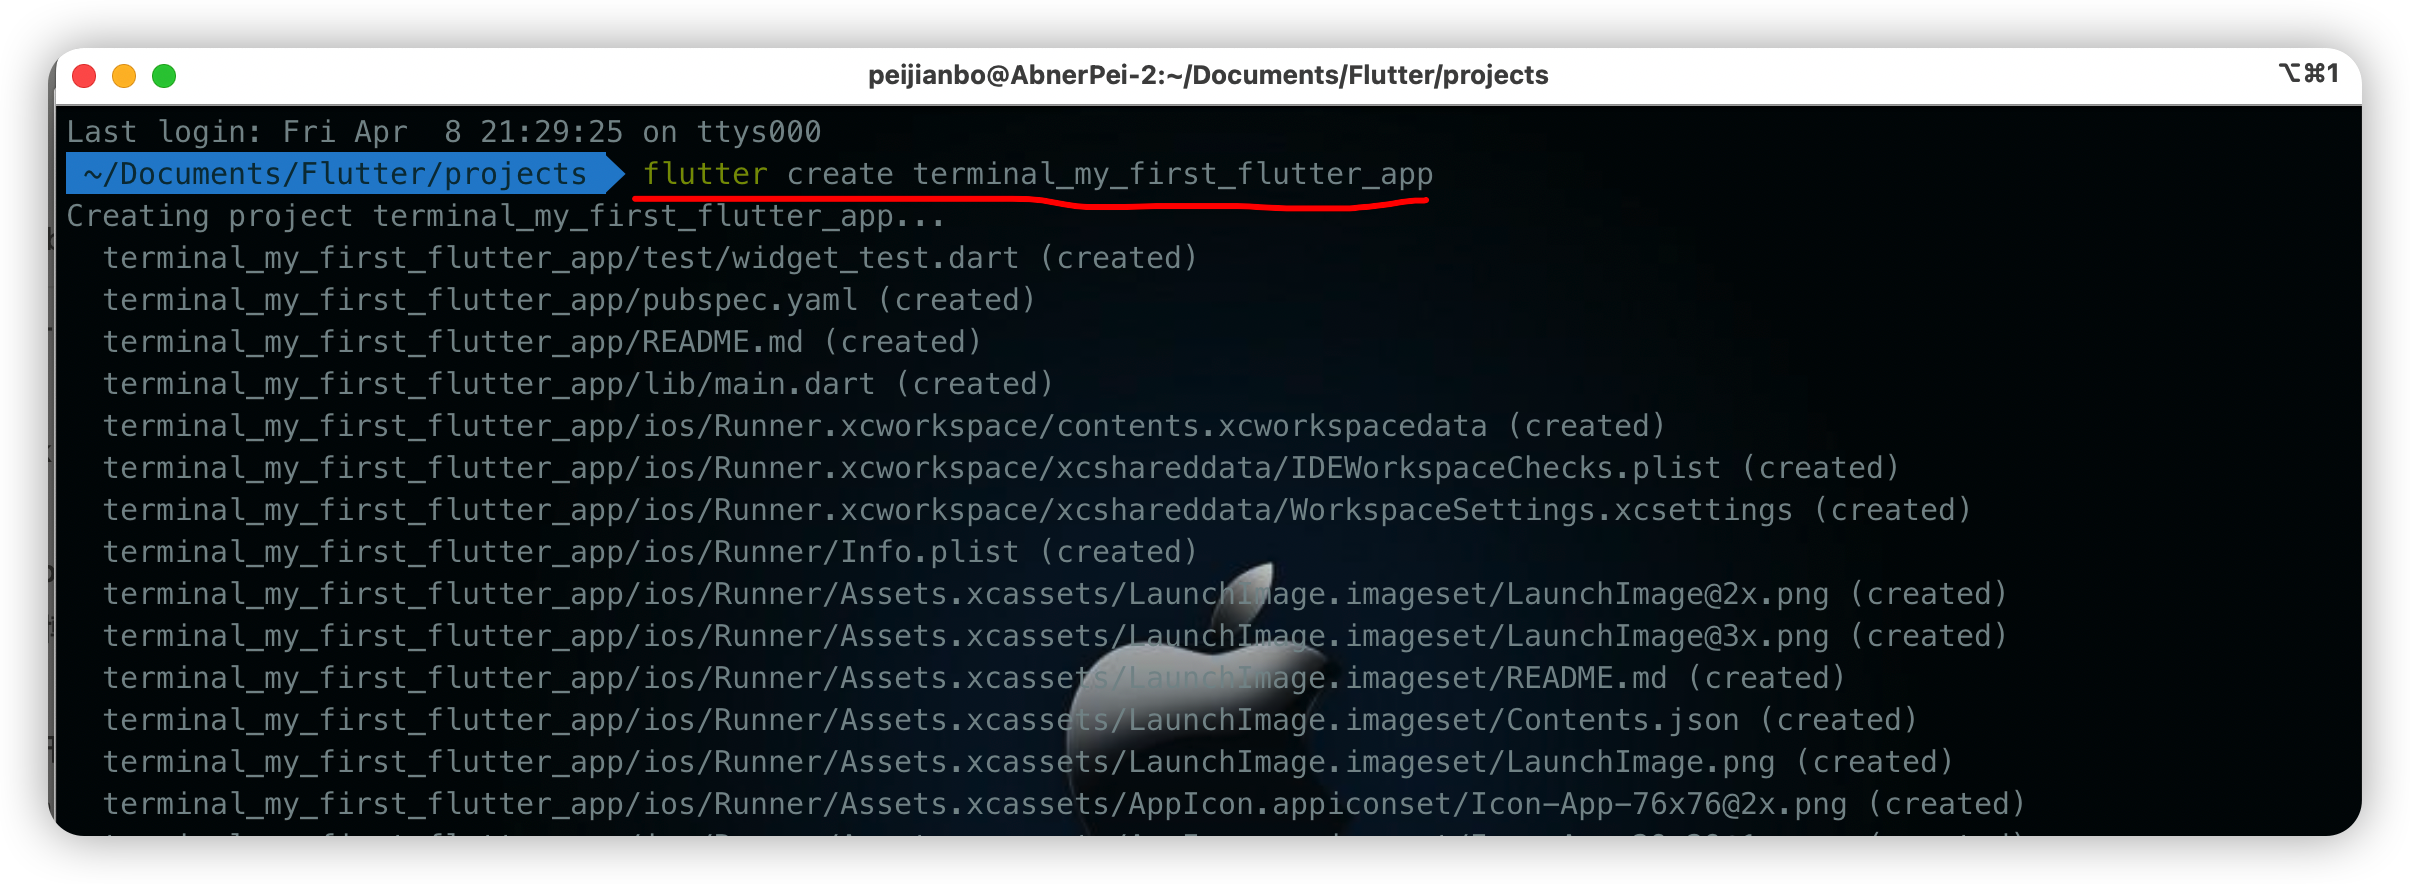 peijianbo@AbnerPei-2:~/Documents/Flutter/projects
⌥⌘1
Last login: Fri Apr  8 21:29:25 on ttys000
~/Documents/Flutter/projects flutter create terminal_my_first_flutter_app
Creating project terminal_my_first_flutter_app...
terminal_my_first_flutter_app/test/widget_test.dart (created)
terminal_my_first_flutter_app/pubspec.yaml (created)
terminal_my_first_flutter_app/README.md (created)
terminal_my_first_flutter_app/lib/main.dart (created)
terminal_my_first_flutter_app/ios/Runner.xcworkspace/contents.xcworkspacedata (created)
terminal_my_first_flutter_app/ios/Runner.xcworkspace/xcshareddata/IDEWorkspaceChecks.plist (created)
terminal_my_first_flutter_app/ios/Runner.xcworkspace/xcshareddata/WorkspaceSettings.xcsettings (created)
terminal_my_first_flutter_app/ios/Runner/Info.plist (created)
terminal_my_first_flutter_app/ios/Runner/Assets.xcassets/LaunchImage.imageset/LaunchImage@2x.png (created)
terminal_my_first_flutter_app/ios/Runner/Assets.xcassets/LaunchImage.imageset/LaunchImage@3x.png (created)
terminal_my_first_flutter_app/ios/Runner/Assets.xcassets/LaunchImage.imageset/README.md (created)
terminal_my_first_flutter_app/ios/Runner/Assets.xcassets/LaunchImage.imageset/Contents.json (created)
terminal_my_first_flutter_app/ios/Runner/Assets.xcassets/LaunchImage.imageset/LaunchImage.png (created)
terminal_my_first_flutter_app/ios/Runner/Assets.xcassets/AppIcon.appiconset/Icon-App-76x76@2x.png (created)